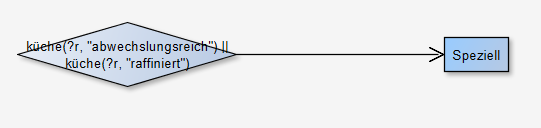 küche(?r, "abwechslungsreich") ||
küche(?r, "raffiniert")
Speziell